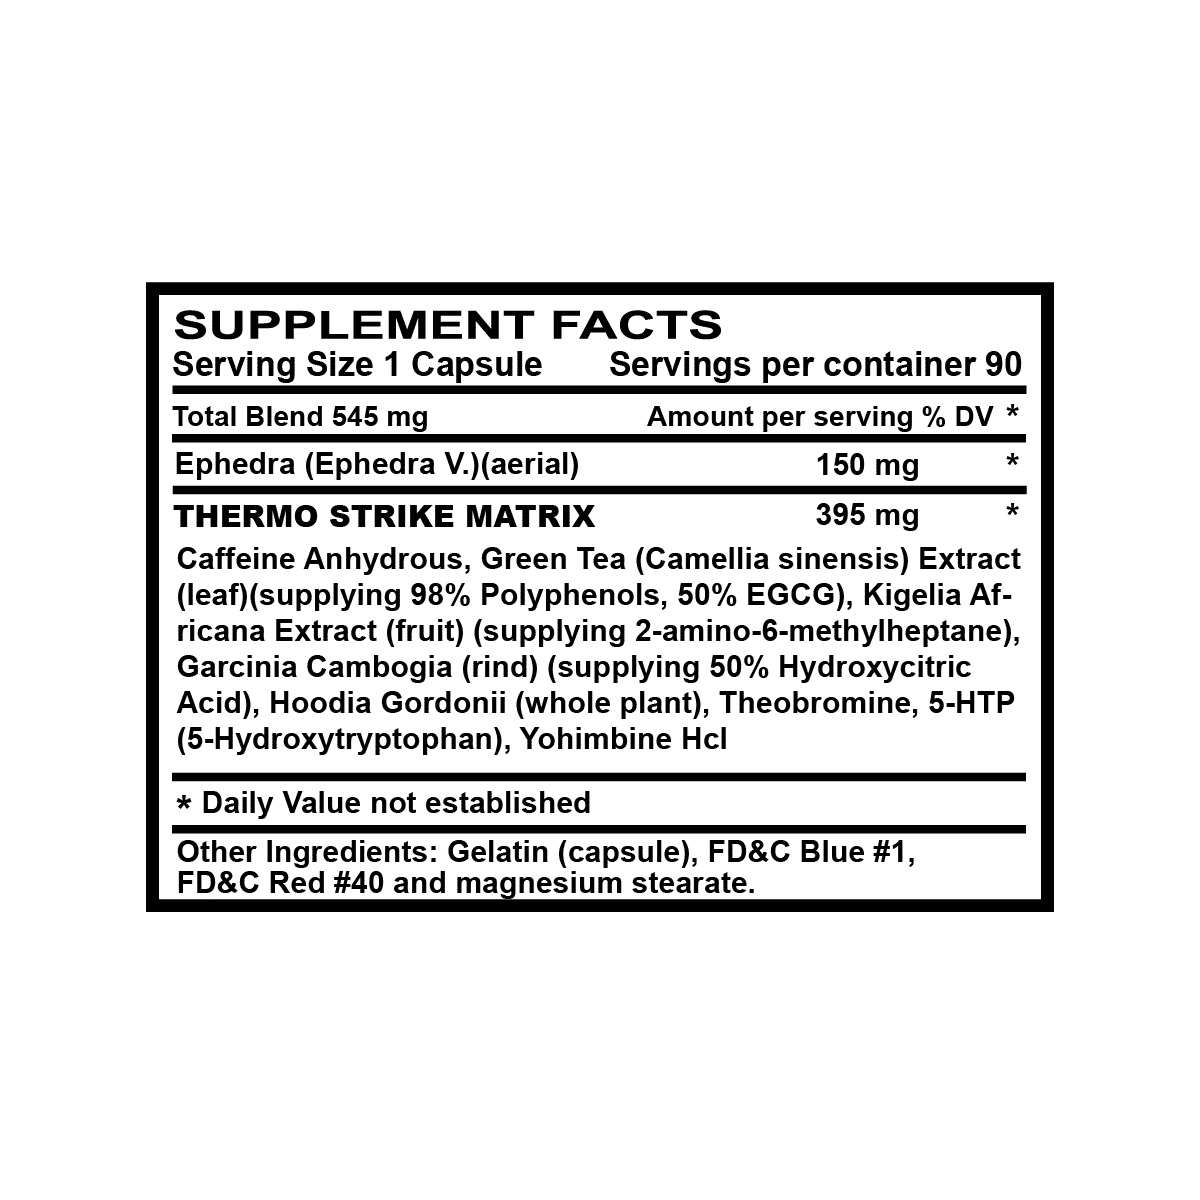 SUPPLEMENT FACTS
Serving Size 1 Capsule Servings per container 90
Total Blend 545 mg Amount per serving % DV *
Ephedra (Ephedra V.)(aerial) 150 mg *
THERMO STRIKE MATRIX 395 mg *
Caffeine Anhydrous, Green Tea (Camellia sinensis) Extract
(leaf)(supplying 98% Polyphenols, 50% EGCG), Kigelia Af-
ricana Extract (fruit) (supplying 2-amino-6-methylheptane),
Garcinia Cambogia (rind) (supplying 50% Hydroxycitric
Acid), Hoodia Gordonii (whole plant), Theobromine, 5-HTP
(5-Hydroxytryptophan), Yohimbine Hcl
* Daily Value not established
Other Ingredients: Gelatin (capsule), FD&C Blue #1,
FD&C Red #40 and magnesium stearate.